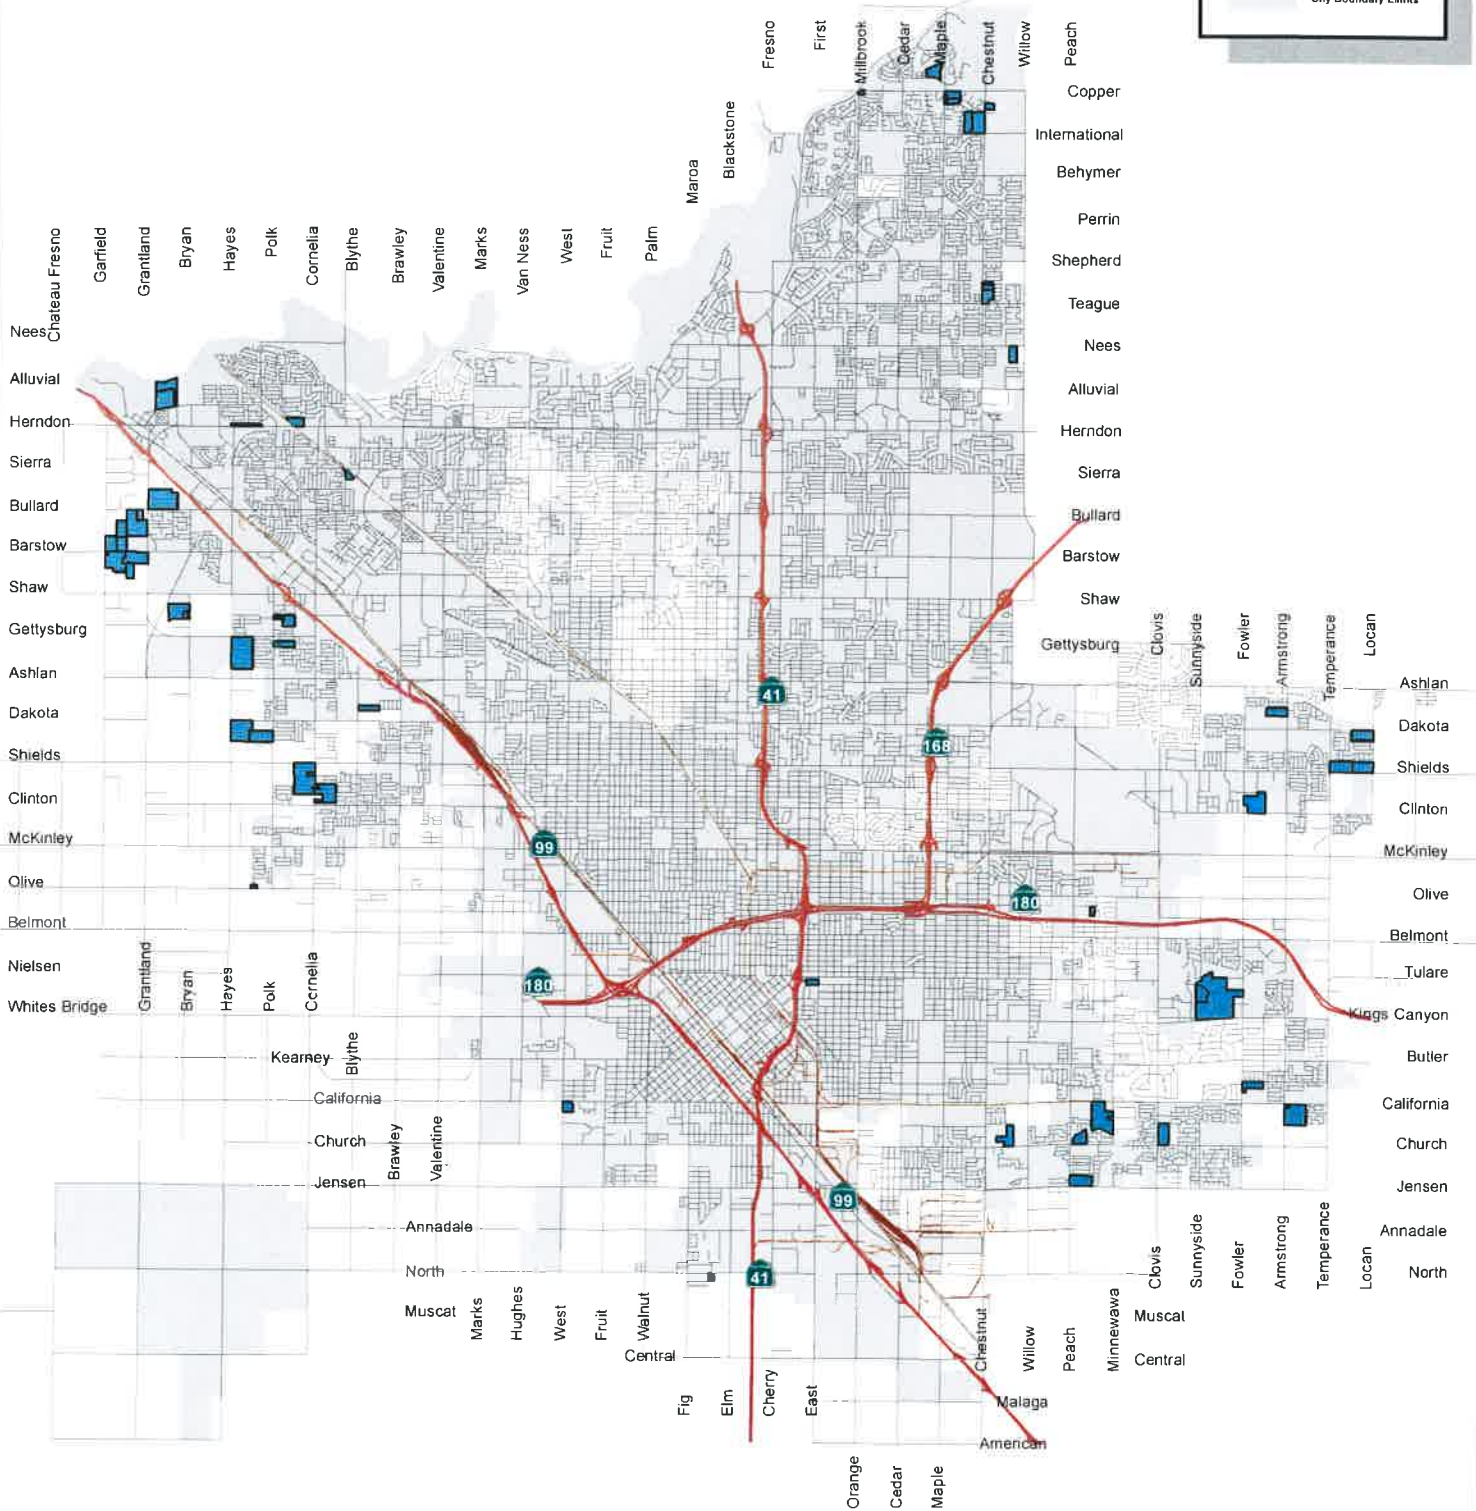 City Boundary Limits
Fresno
First
Millbrook
Cedar
Maple
Chestnut
Willow
Peach
Blackstone
Maroa
Copper
International
Behymer
Perrin
Shepherd
Teague
Nees
Alluvial
Herndon
Sierra
Bullard
Barstow
Shaw
Gettysburg
Chateau Fresno
Garfield
Grantland
Bryan
Hayes
Polk
Cornelia
Blythe
Brawley
Valentine
Marks
Van Ness
West
Fruit
Palm
Nees
Alluvial
Herndon
Sierra
Bullard
Barstow
Shaw
Gettysburg
Ashlan
Dakota
Shields
Clinton
McKinley
Olive
Belmont
Nielsen
Whites Bridge
Clovis
Sunnyside
Fowler
Armstrong
Temperance
Locan
Ashlan
Dakota
Shields
Clinton
McKinley
Olive
Belmont
Tulare
Kings Canyon
Butler
California
Church
Jensen
Annadale
North
41
168
99
180
180
99
41
Grantland
Bryan
Hayes
Polk
Cornelia
Kearney
Blythe
California
Church
Brawley
Valentine
Jensen
Annadale
North
Muscat
Marks
Hughes
West
Fruit
Walnut
Central
Fig
Elm
Cherry
East
Chestnut
Willow
Peach
Minnewawa
Clovis
Sunnyside
Fowler
Armstrong
Temperance
Locan
Muscat
Central
Malaga
American
Orange
Cedar
Maple